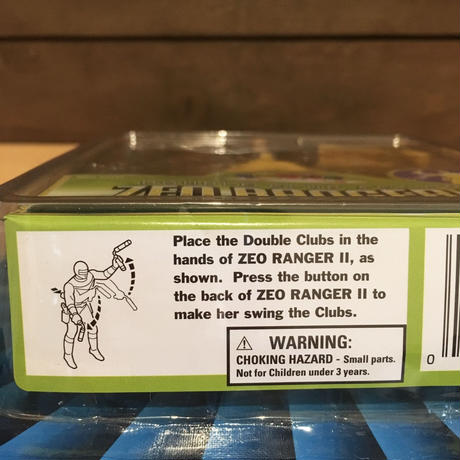 Place the Double Clubs in the
hands of ZEO RANGER II, as
shown. Press the button on
the back of ZEO RANGER II to
make her swing the Clubs.
⚠ WARNING:
CHOKING HAZARD - Small parts.
Not for Children under 3 years.
0